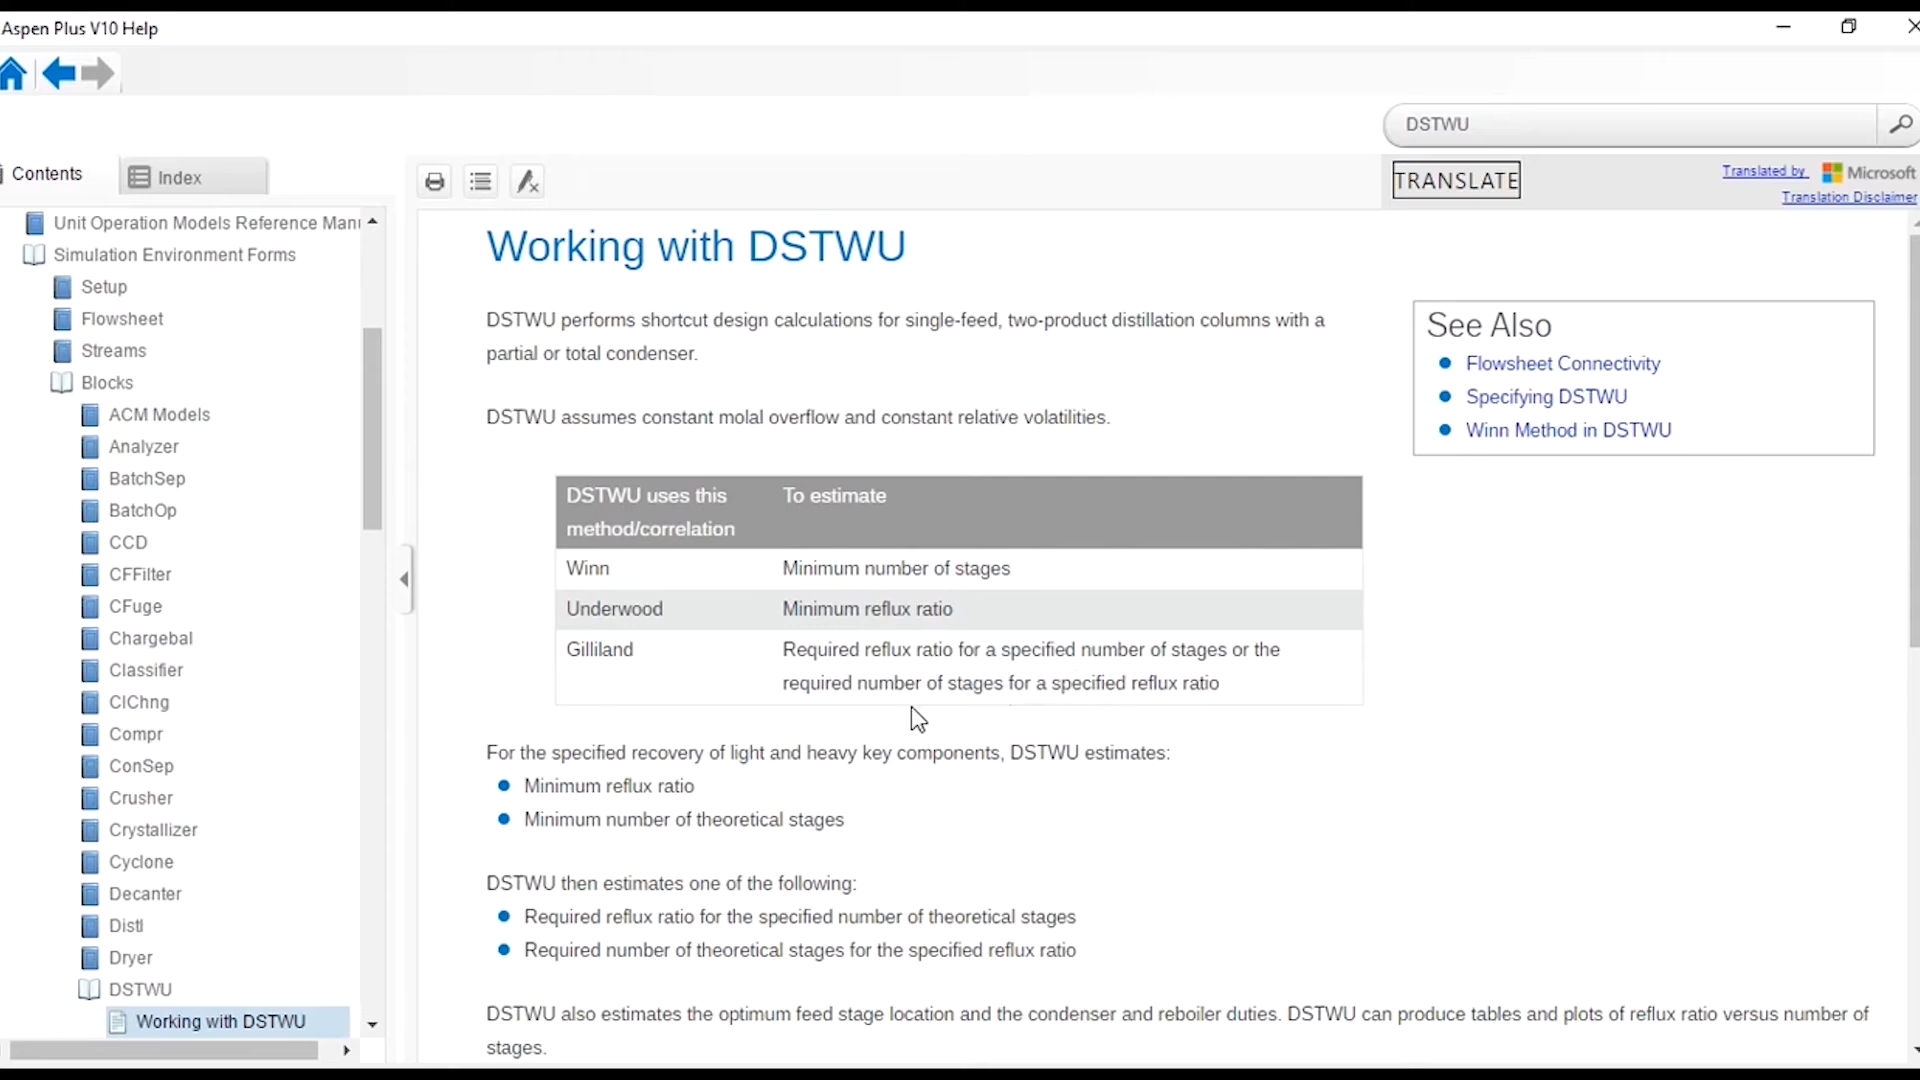 Aspen Plus V10 Help
DSTWU
Contents
Index
TRANSLATE
Translated by
Microsoft
Translation Disclaimer
Unit Operation Models Reference Manu
Simulation Environment Forms
Setup
Flowsheet
Streams
Blocks
ACM Models
Analyzer
BatchSep
BatchOp
CCD
CFFilter
CFuge
Chargebal
Classifier
ClChng
Compr
ConSep
Crusher
Crystallizer
Cyclone
Decanter
Distl
Dryer
DSTWU
Working with DSTWU
Working with DSTWU
DSTWU performs shortcut design calculations for single-feed, two-product distillation columns with a
partial or total condenser.
DSTWU assumes constant molal overflow and constant relative volatilities.
DSTWU uses this
method/correlation
To estimate
Winn
Minimum number of stages
Underwood
Minimum reflux ratio
Gilliland
Required reflux ratio for a specified number of stages or the
required number of stages for a specified reflux ratio
For the specified recovery of light and heavy key components, DSTWU estimates:
Minimum reflux ratio
Minimum number of theoretical stages
DSTWU then estimates one of the following:
Required reflux ratio for the specified number of theoretical stages
Required number of theoretical stages for the specified reflux ratio
DSTWU also estimates the optimum feed stage location and the condenser and reboiler duties. DSTWU can produce tables and plots of reflux ratio versus number of
stages.
See Also
Flowsheet Connectivity
Specifying DSTWU
Winn Method in DSTWU